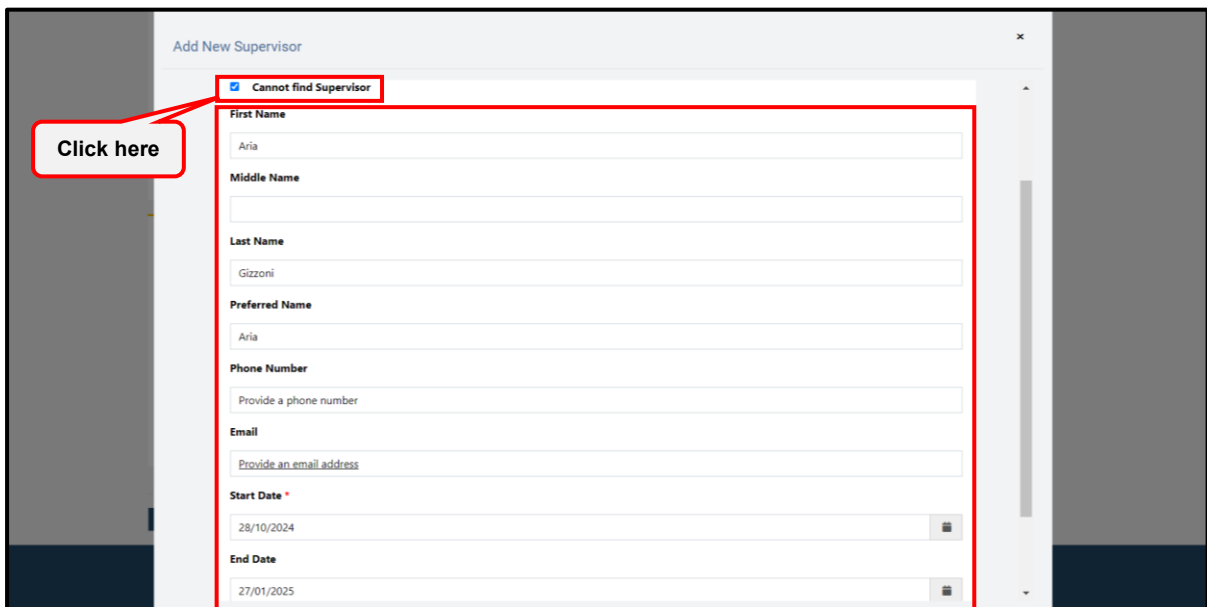 Add New Supervisor
×
Cannot find Supervisor
Click here
First Name
Aria
Middle Name
Last Name
Gizzoni
Preferred Name
Aria
Phone Number
Provide a phone number
Email
Provide an email address
Start Date *
28/10/2024
End Date
27/01/2025